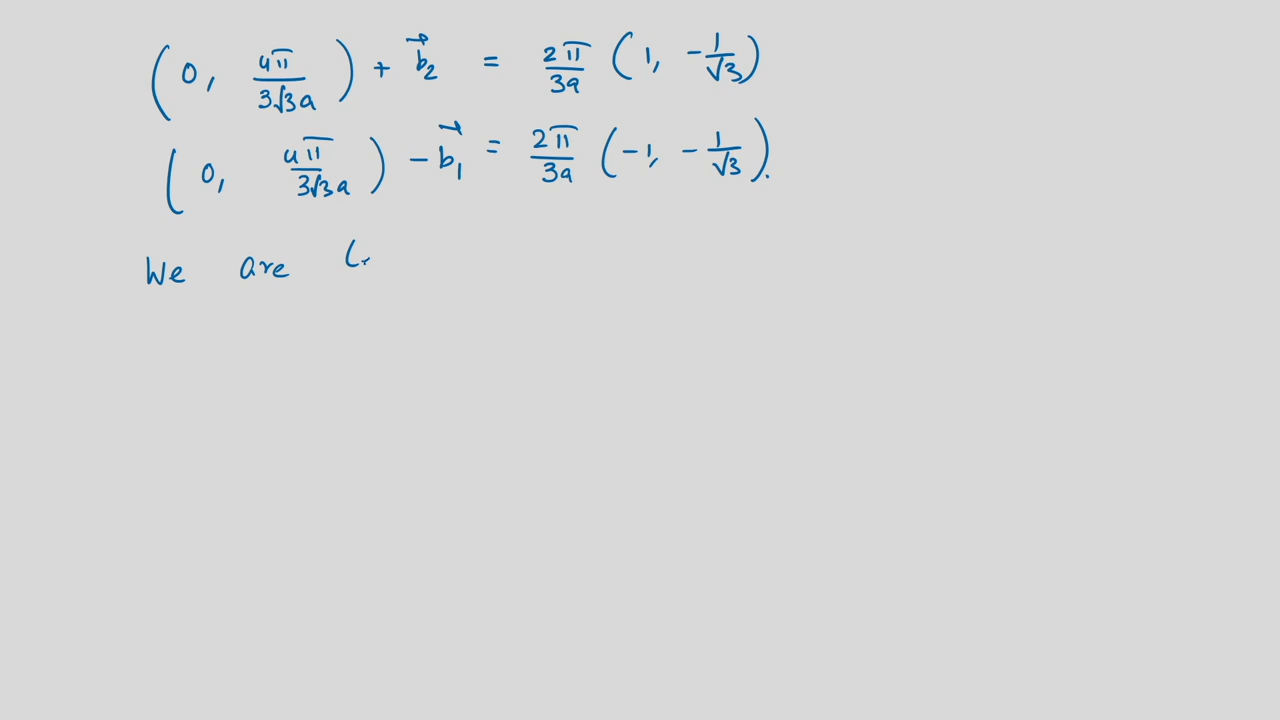 (0, 4π/3√3a) + b⃗₂ = 2π/3a (1, -1/√3)
(0, 4π/3√3a) - b⃗₁ = 2π/3a (-1, -1/√3).
We are